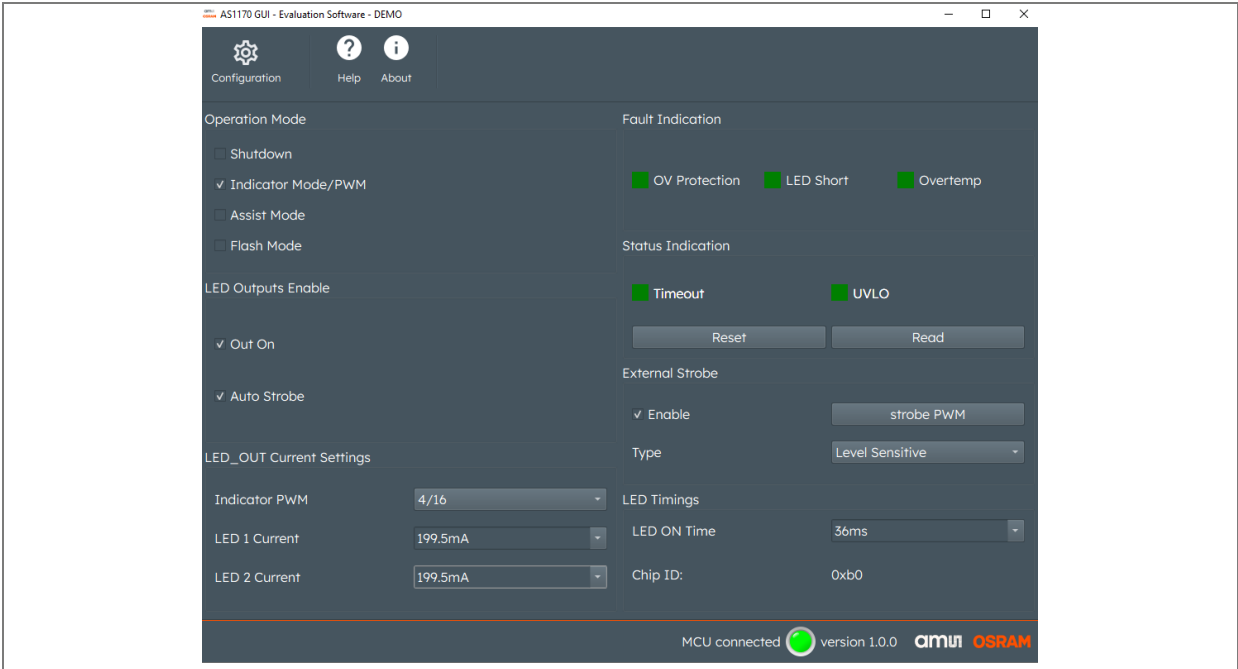 AS1170 GUI - Evaluation Software - DEMO
Configuration
Help
About
Operation Mode
Shutdown
Indicator Mode/PWM
Assist Mode
Flash Mode
LED Outputs Enable
Out On
Auto Strobe
LED_OUT Current Settings
Indicator PWM 4/16
LED 1 Current 199.5mA
LED 2 Current 199.5mA
Fault Indication
OV Protection LED Short Overtemp
Status Indication
Timeout UVLO
Reset Read
External Strobe
Enable strobe PWM
Type Level Sensitive
LED Timings
LED ON Time 36ms
Chip ID: 0xb0
MCU connected version 1.0.0 amu OSRAM